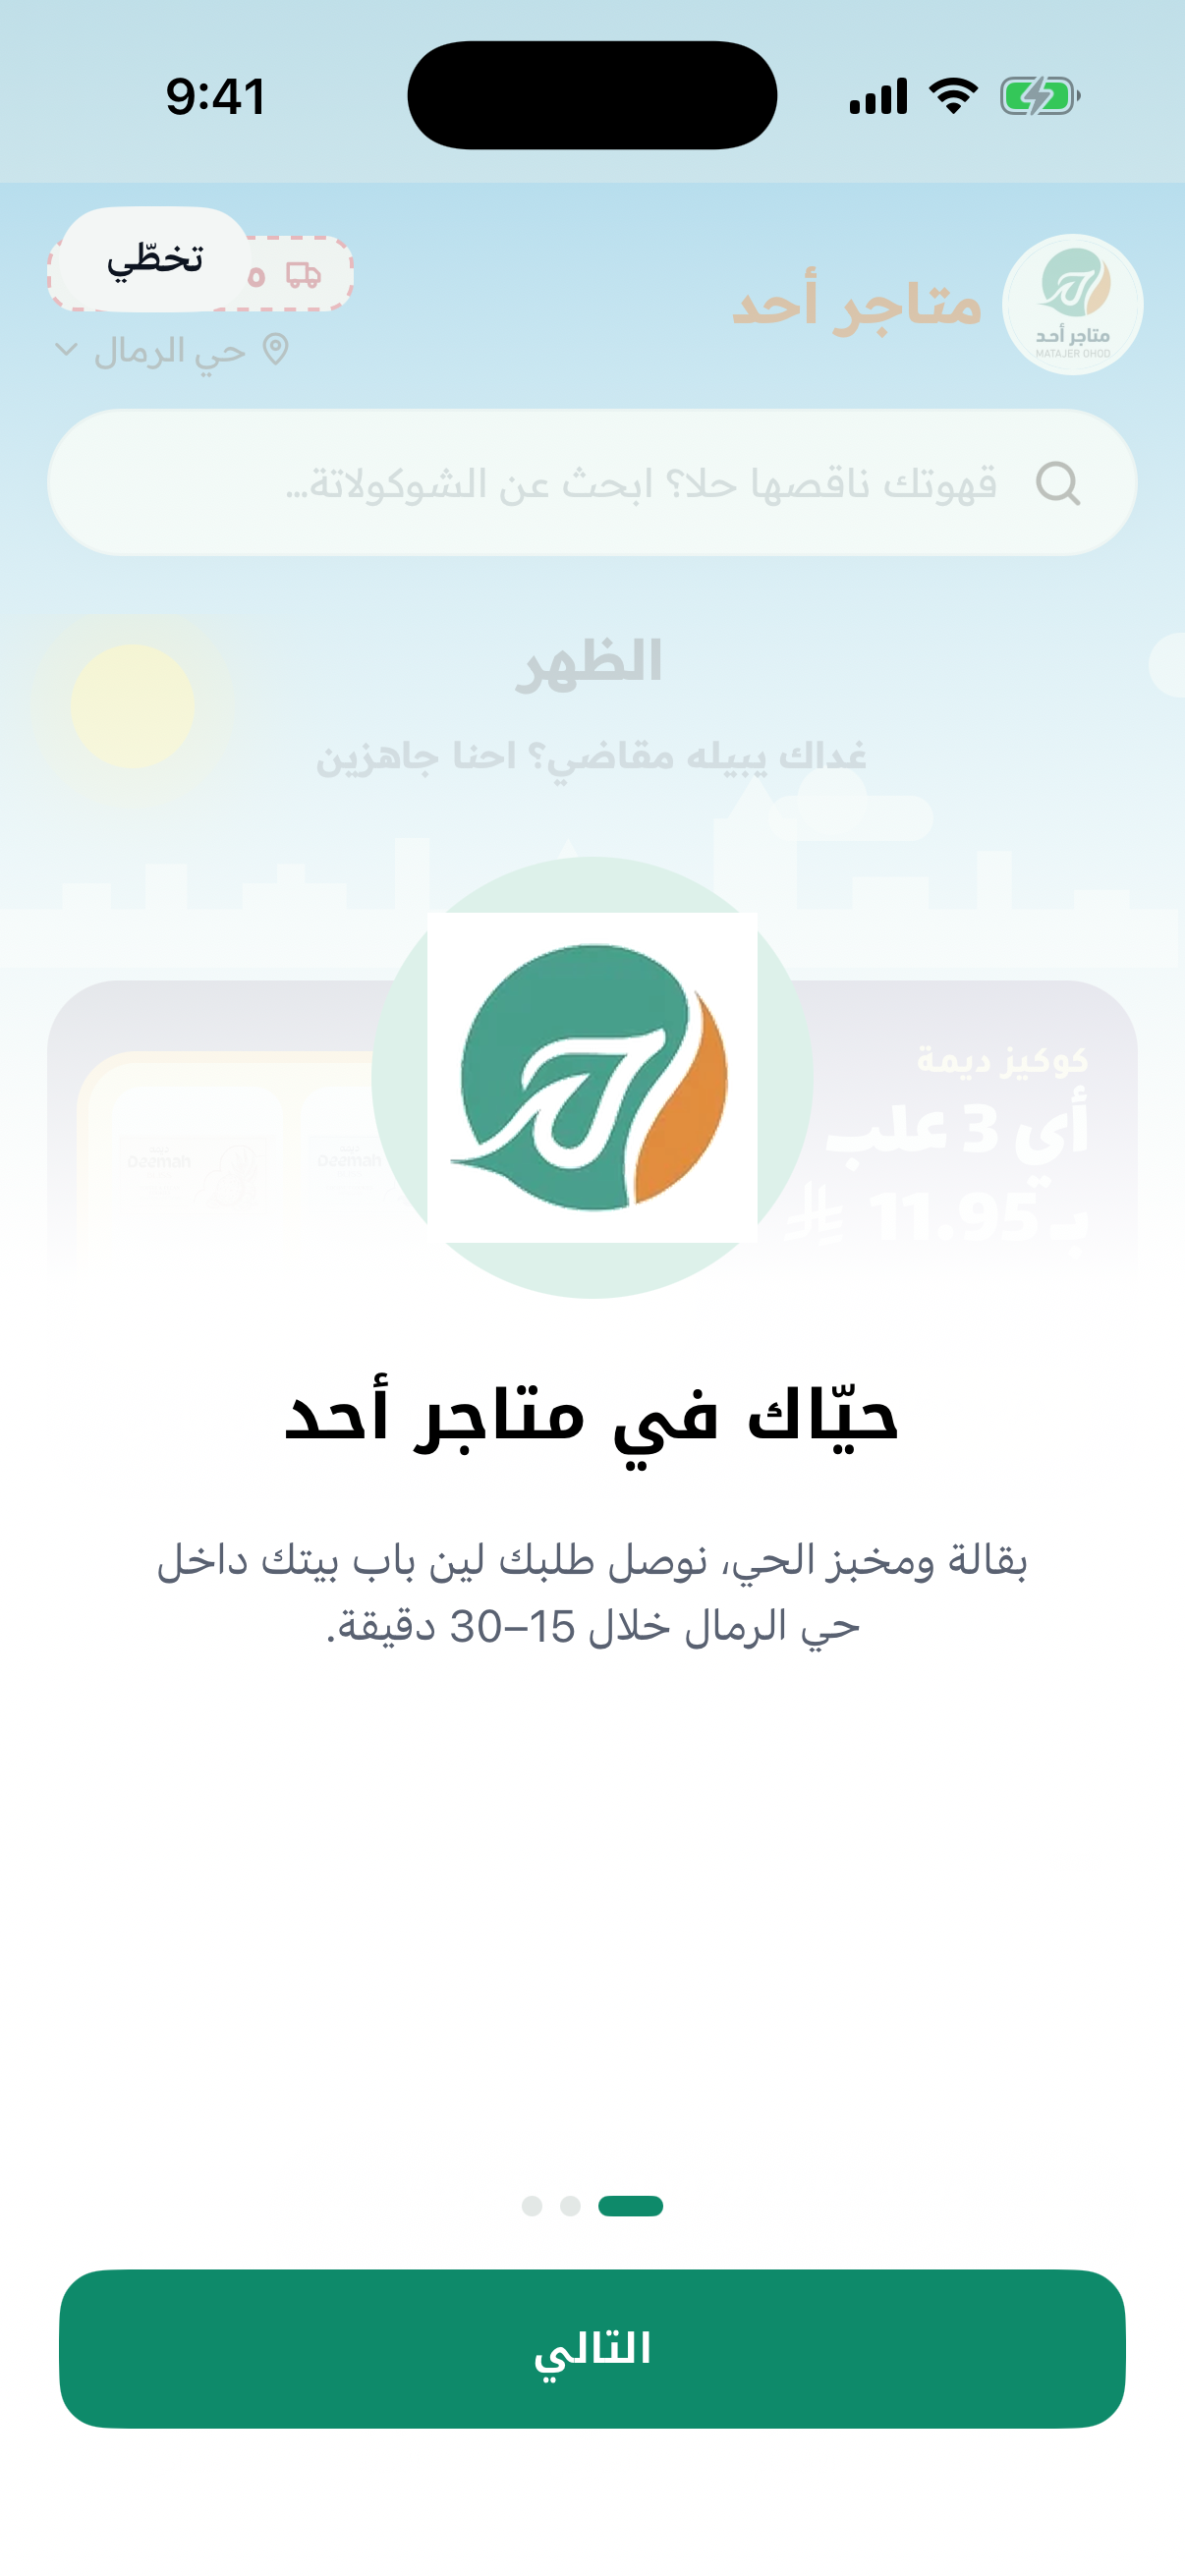 9:41
تخطّي
متاجر أحد
متاجر أحد
MATAJER OHOD
حي الرمال
قهوتك ناقصها حلا؟ ابحث عن الشوكولاتة...
الظهر
غداك يبيله مقاضي؟ احنا جاهزين
كوكيز ديمة
أي 3 علب
بـ 11.95
Deemah
Deemah
حيّاك في متاجر أحد
بقالة ومخبز الحي، نوصل طلبك لين باب بيتك داخل
حي الرمال خلال 15–30 دقيقة.
التالي